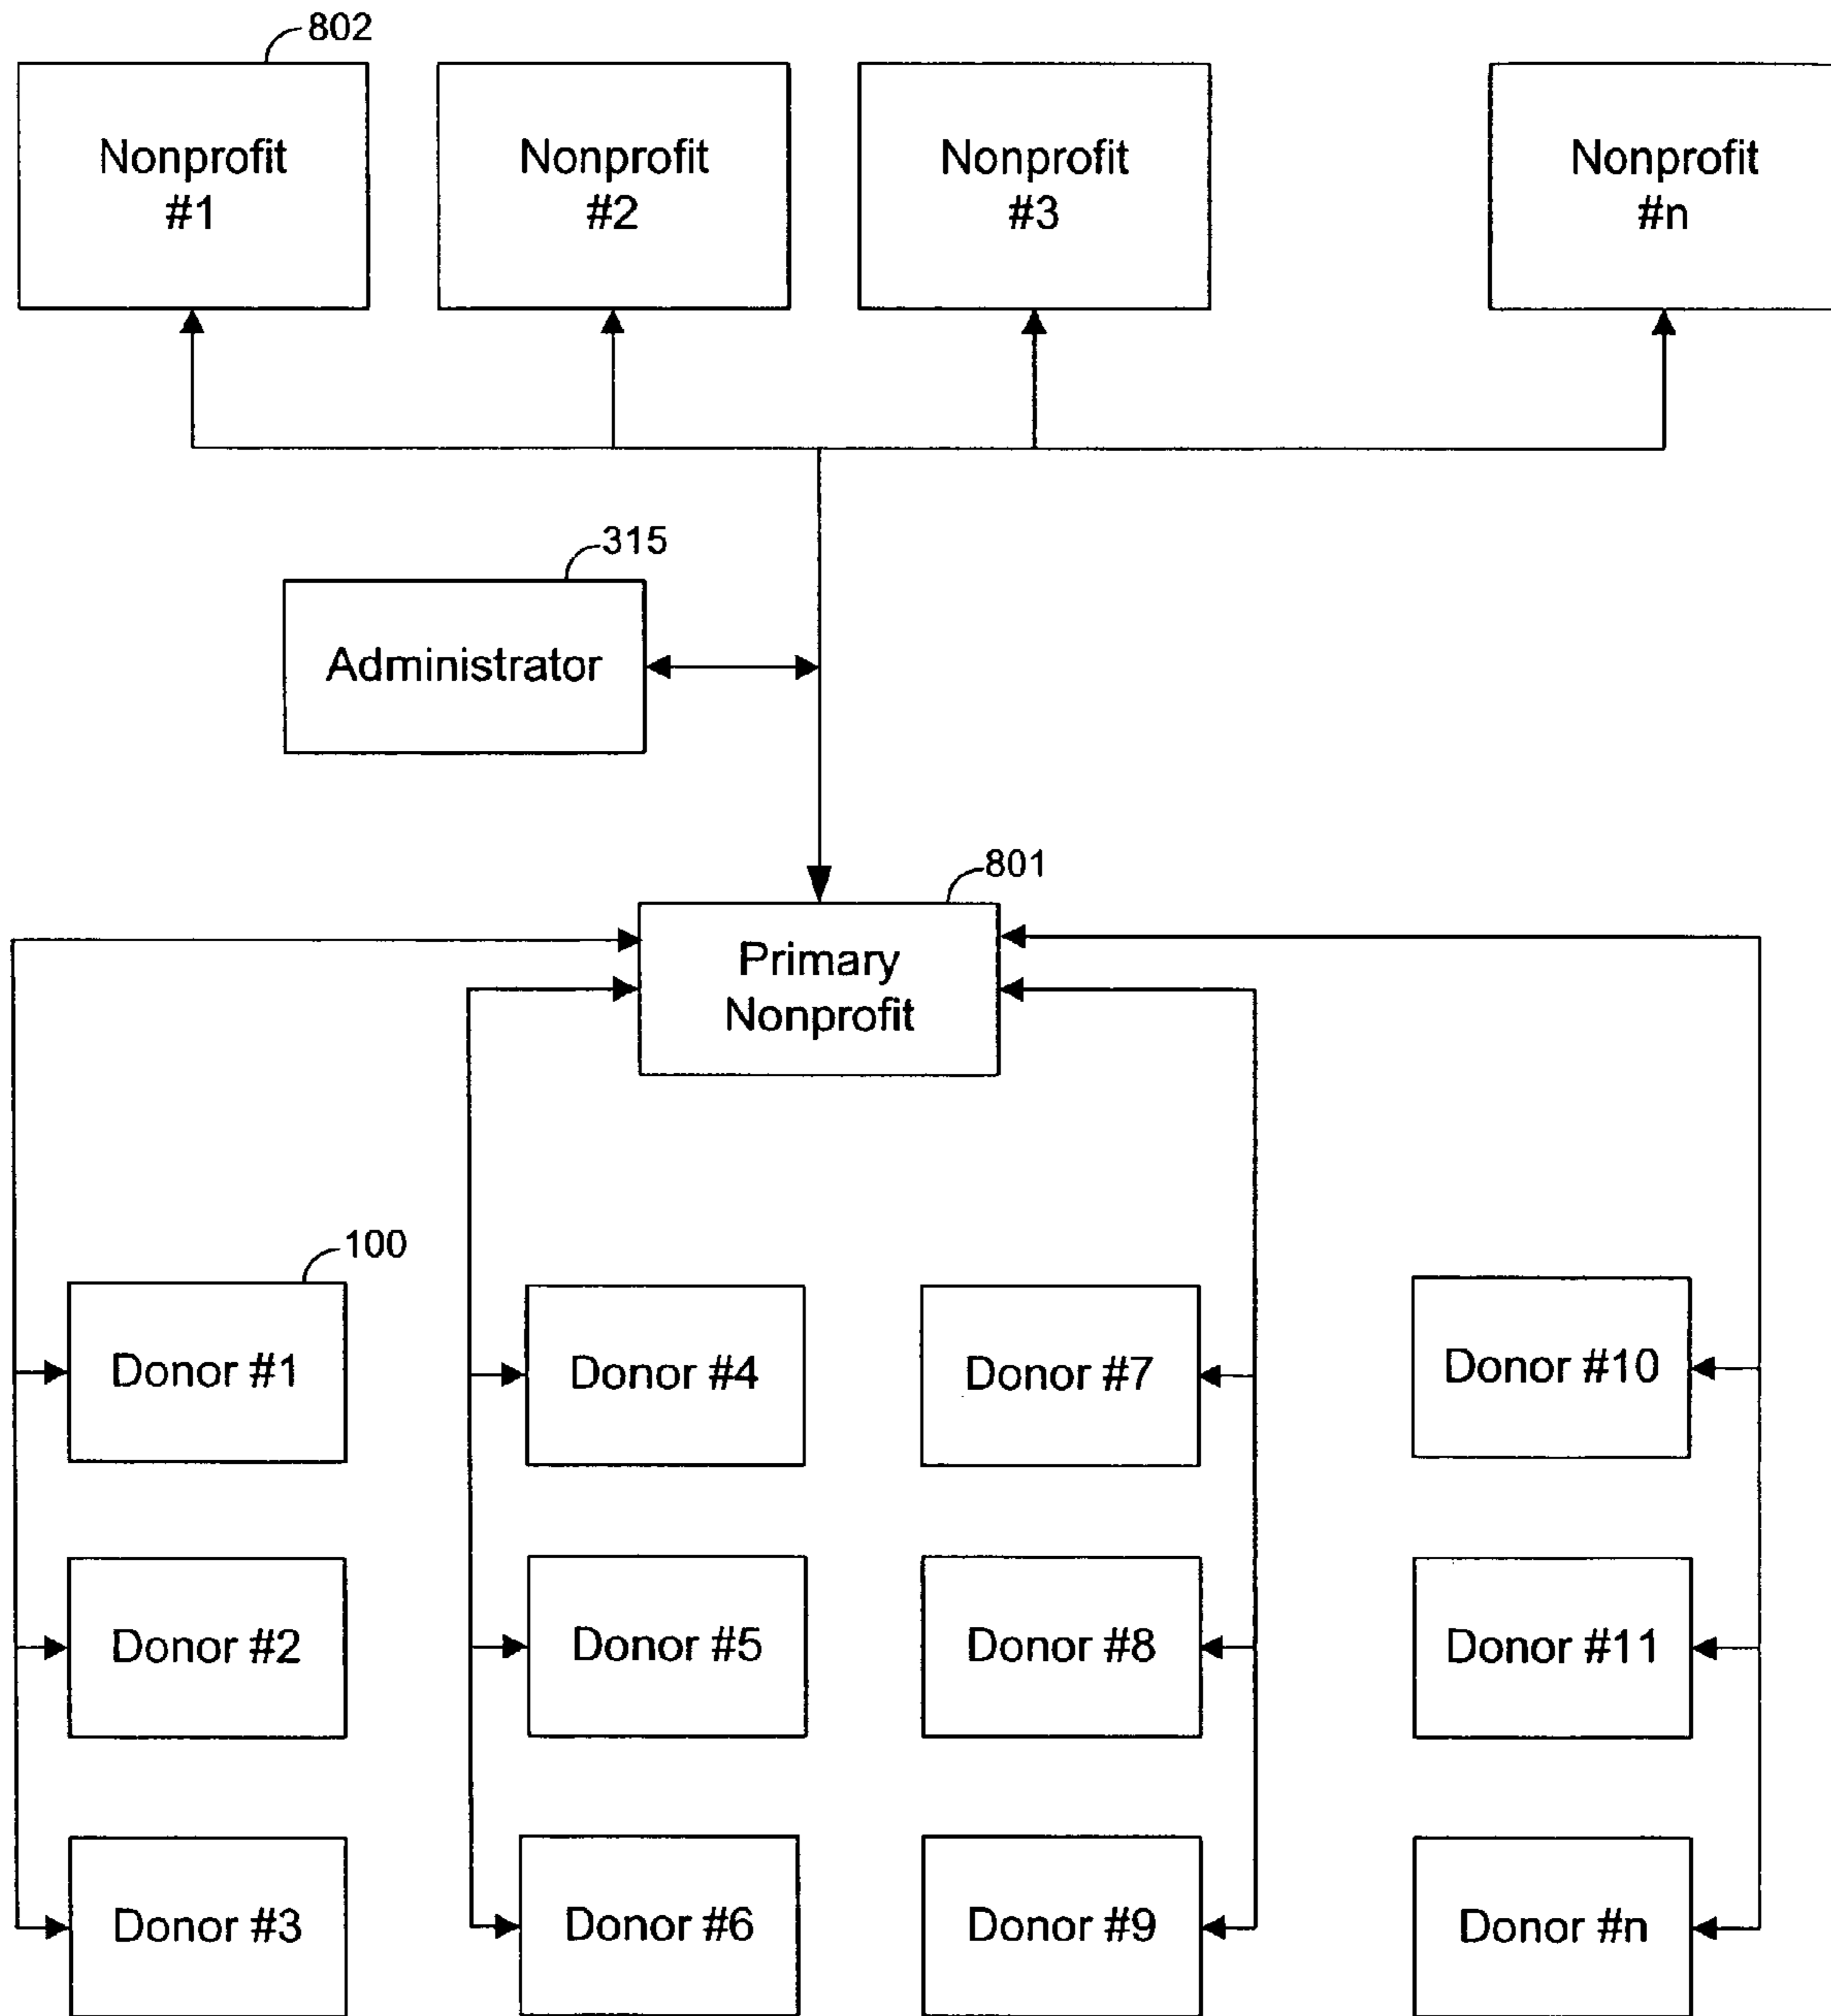 802
Nonprofit
#1
Nonprofit
#2
Nonprofit
#3
Nonprofit
#n
315
Administrator
801
Primary
Nonprofit
100
Donor #1
Donor #4
Donor #7
Donor #10
Donor #2
Donor #5
Donor #8
Donor #11
Donor #3
Donor #6
Donor #9
Donor #n